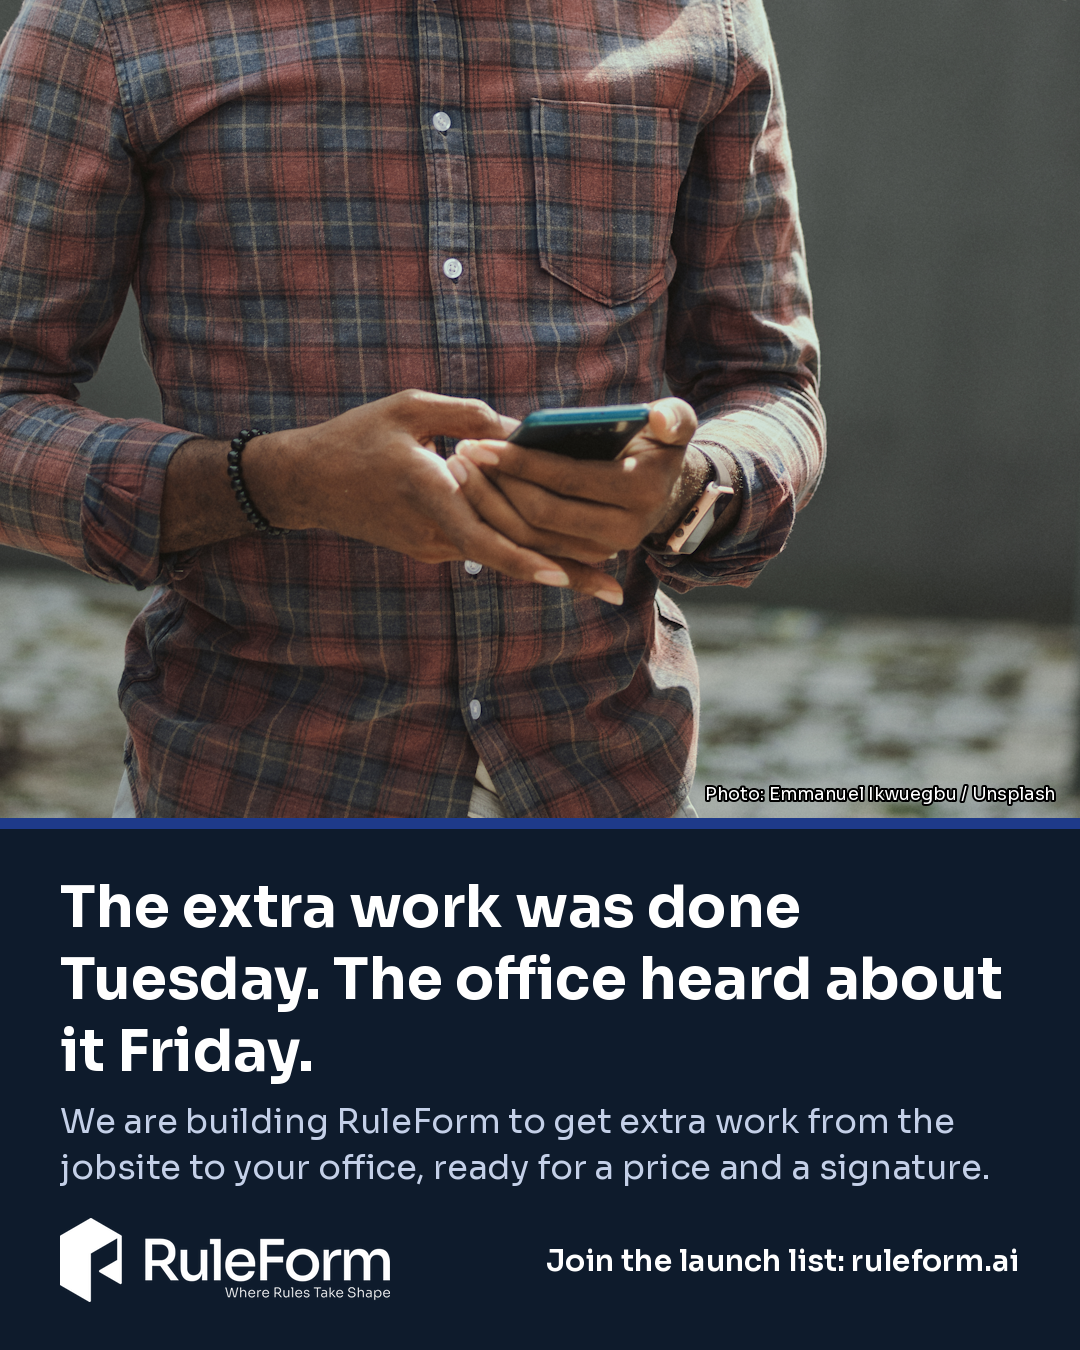 Photo: Emmanuel Ikwuegbu / Unsplash
The extra work was done
Tuesday. The office heard about
it Friday.
We are building RuleForm to get extra work from the
jobsite to your office, ready for a price and a signature.
RuleForm
Where Rules Take Shape
Join the launch list: ruleform.ai